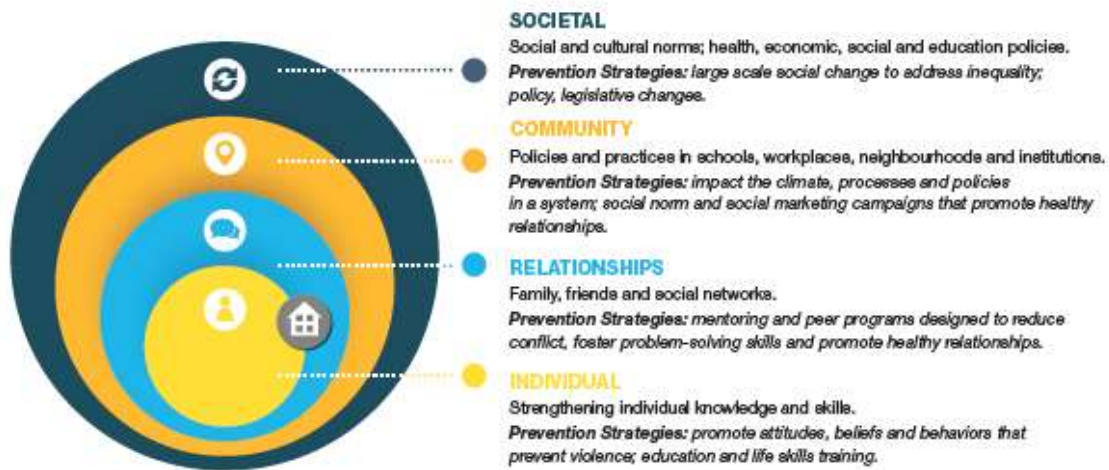 SOCIETAL
Social and cultural norms; health, economic, social and education policies.
Prevention Strategies: large scale social change to address inequality;
policy, legislative changes.
COMMUNITY
Policies and practices in schools, workplaces, neighbourhoods and institutions.
Prevention Strategies: impact the climate, processes and policies
in a system; social norm and social marketing campaigns that promote healthy
relationships.
RELATIONSHIPS
Family, friends and social networks.
Prevention Strategies: mentoring and peer programs designed to reduce
conflict, foster problem-solving skills and promote healthy relationships.
INDIVIDUAL
Strengthening individual knowledge and skills.
Prevention Strategies: promote attitudes, beliefs and behaviors that
prevent violence; education and life skills training.